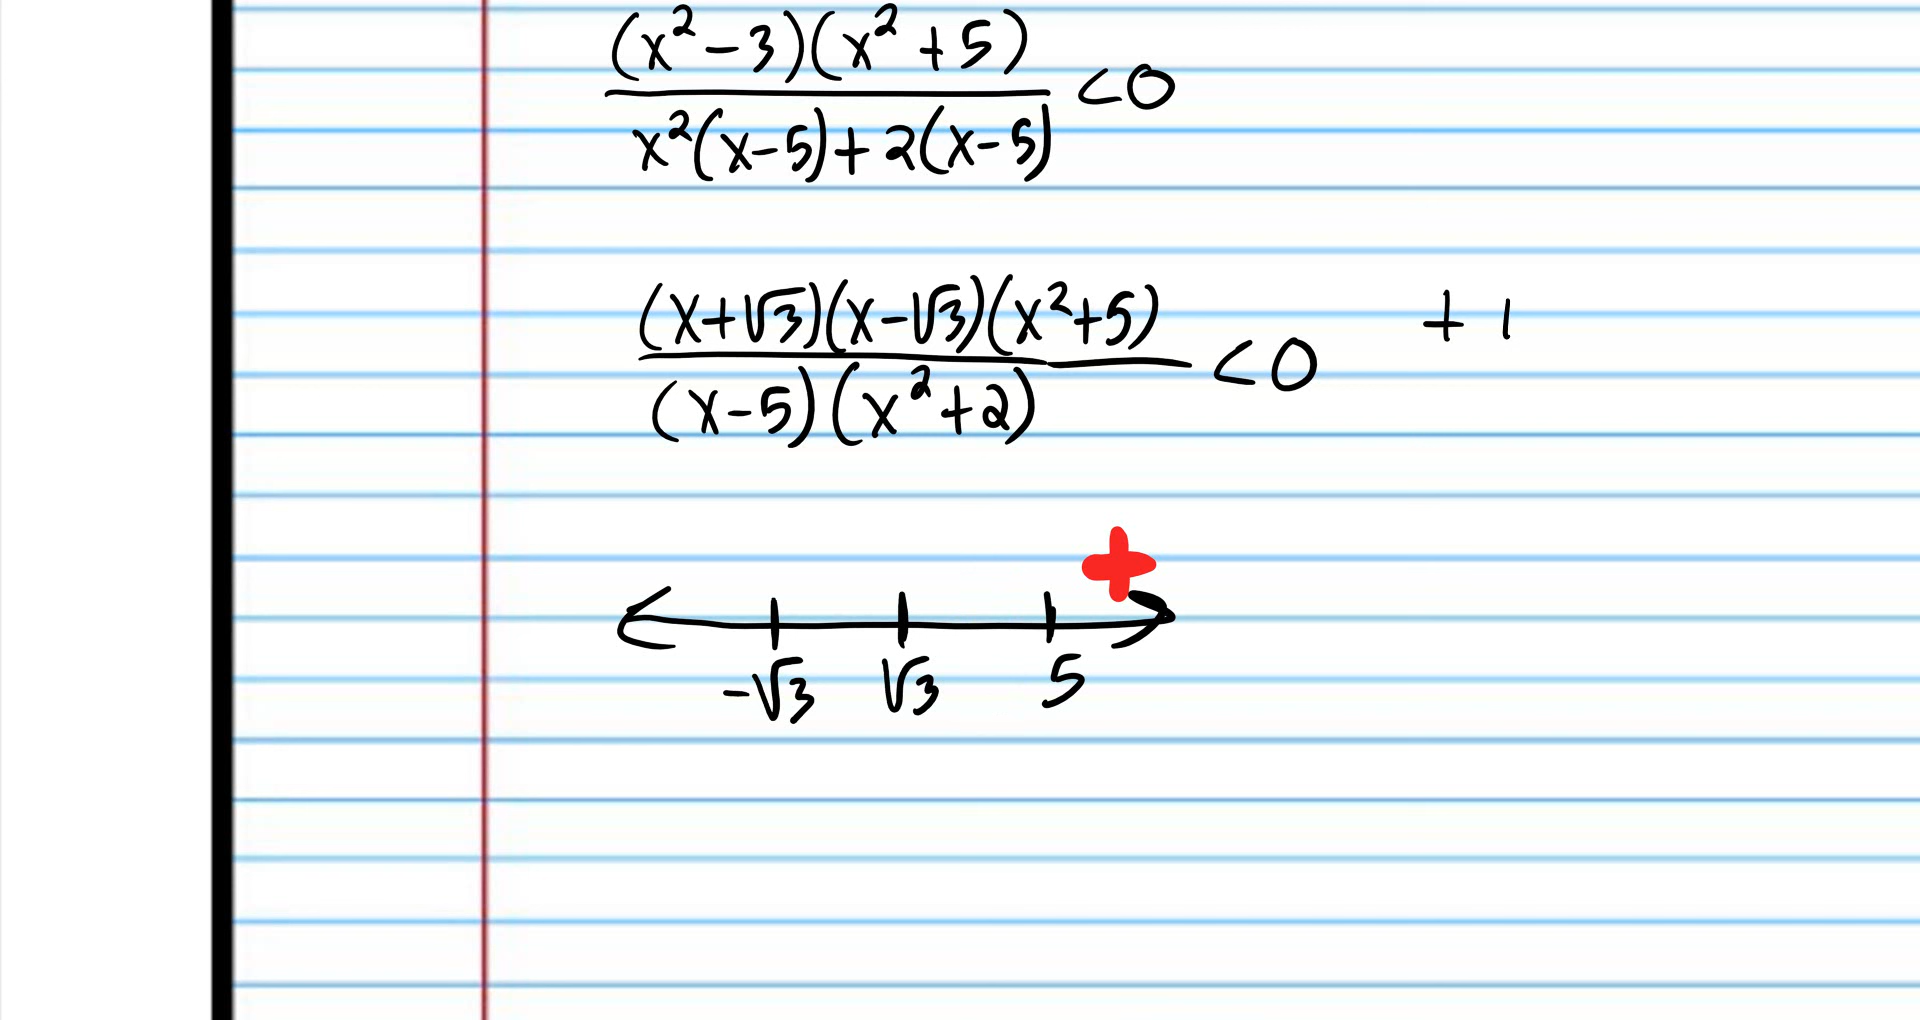 (x² - 3)(x² + 5)
x²(x-5) + 2(x-5) < 0
(x+√3)(x-√3)(x²+5) + 1
(x-5)(x²+2) < 0
+
-√3 √3 5